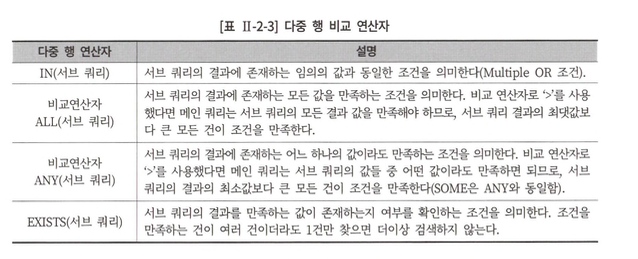 [표 Ⅱ-2-3] 다중 행 비교 연산자
다중 행 연산자
설명
IN(서브 쿼리)
서브 쿼리의 결과에 존재하는 임의의 값과 동일한 조건을 의미한다(Multiple OR 조건).
비교연산자
ALL(서브 쿼리)
서브 쿼리의 결과에 존재하는 모든 값을 만족하는 조건을 의미한다. 비교 연산자로 '>'를 사용
했다면 메인 쿼리는 서브 쿼리의 모든 결과 값을 만족해야 하므로, 서브 쿼리 결과의 최댓값보
다 큰 모든 건이 조건을 만족한다.
비교연산자
ANY(서브 쿼리)
서브 쿼리의 결과에 존재하는 어느 하나의 값이라도 만족하는 조건을 의미한다. 비교 연산자로
'>'를 사용했다면 메인 쿼리는 서브 쿼리의 값들 중 어떤 값이라도 만족하면 되므로, 서브
쿼리의 결과의 최소값보다 큰 모든 건이 조건을 만족한다(SOME은 ANY와 동일함).
EXISTS(서브 쿼리)
서브 쿼리의 결과를 만족하는 값이 존재하는지 여부를 확인하는 조건을 의미한다. 조건을
만족하는 건이 여러 건이더라도 1건만 찾으면 더이상 검색하지 않는다.